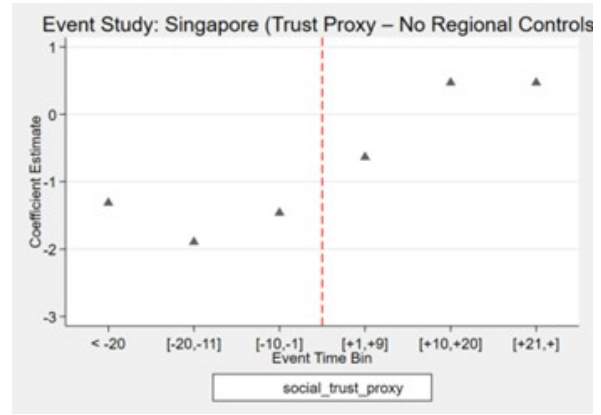 Event Study: Singapore (Trust Proxy – No Regional Controls
Coefficient Estimate
1
0
-1
-2
-3
< -20 [-20,-11] [-10,-1] [+1,+9] [+10,+20] [+21,+]
Event Time Bin
social_trust_proxy